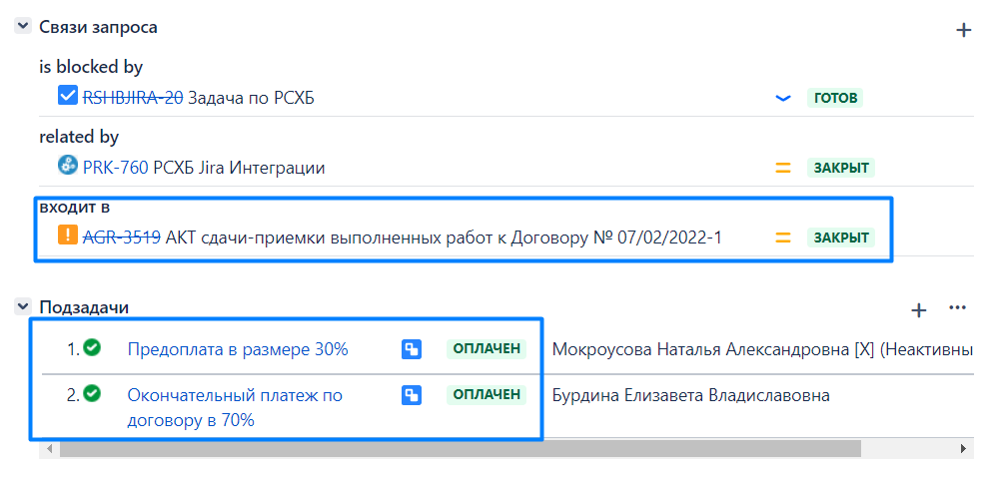 Связи запроса
is blocked by
RSHBJIRA-20 Задача по РСХБ ГОТОВ
related by
PRK-760 РСХБ Jira Интеграции ЗАКРЫТ
входит в
AGR-3519 АКТ сдачи-приемки выполненных работ к Договору № 07/02/2022-1 ЗАКРЫТ
Подзадачи
1. Предоплата в размере 30% ОПЛАЧЕН Мокроусова Наталья Александровна [X] (Неактивны
2. Окончательный платеж по ОПЛАЧЕН Бурдина Елизавета Владиславовна
договору в 70%